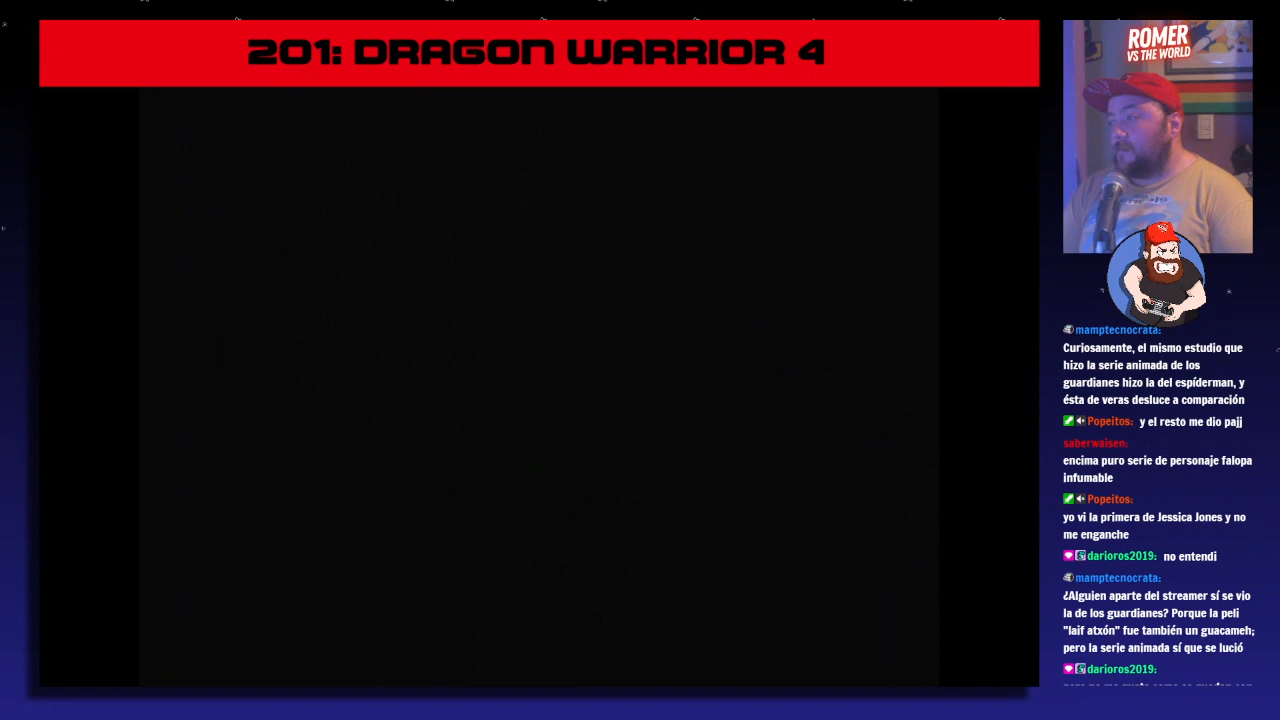 201: DRAGON WARRIOR 4
ROMER
VS THE WORLD
mamptecnocrata:
Curiosamente, el mismo estudio que
hizo la serie animada de los
guardianes hizo la del espíderman, y
ésta de veras desluce a comparación
Popeitos: y el resto me dio pajj
saberwaisen:
encima puro serie de personaje falopa
infumable
Popeitos:
yo vi la primera de Jessica Jones y no
me enganche
darioros2019: no entendi
mamptecnocrata:
¿Alguien aparte del streamer sí se vio
la de los guardianes? Porque la peli
"laif atxón" fue también un guacameh;
pero la serie animada sí que se lució
darioros2019: